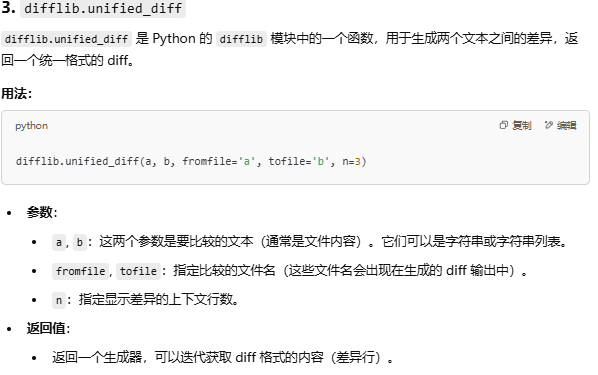 3. difflib.unified_diff
difflib.unified_diff 是 Python 的 difflib 模块中的一个函数，用于生成两个文本之间的差异，返
回一个统一格式的 diff。
用法：
python 复制 编辑
difflib.unified_diff(a, b, fromfile='a', tofile='b', n=3)
• 参数：
• a, b：这两个参数是要比较的文本（通常是文件内容）。它们可以是字符串或字符串列表。
• fromfile, tofile：指定比较的文件名（这些文件名会出现在生成的 diff 输出中）。
• n：指定显示差异的上下文行数。
• 返回值：
• 返回一个生成器，可以迭代获取 diff 格式的内容（差异行）。